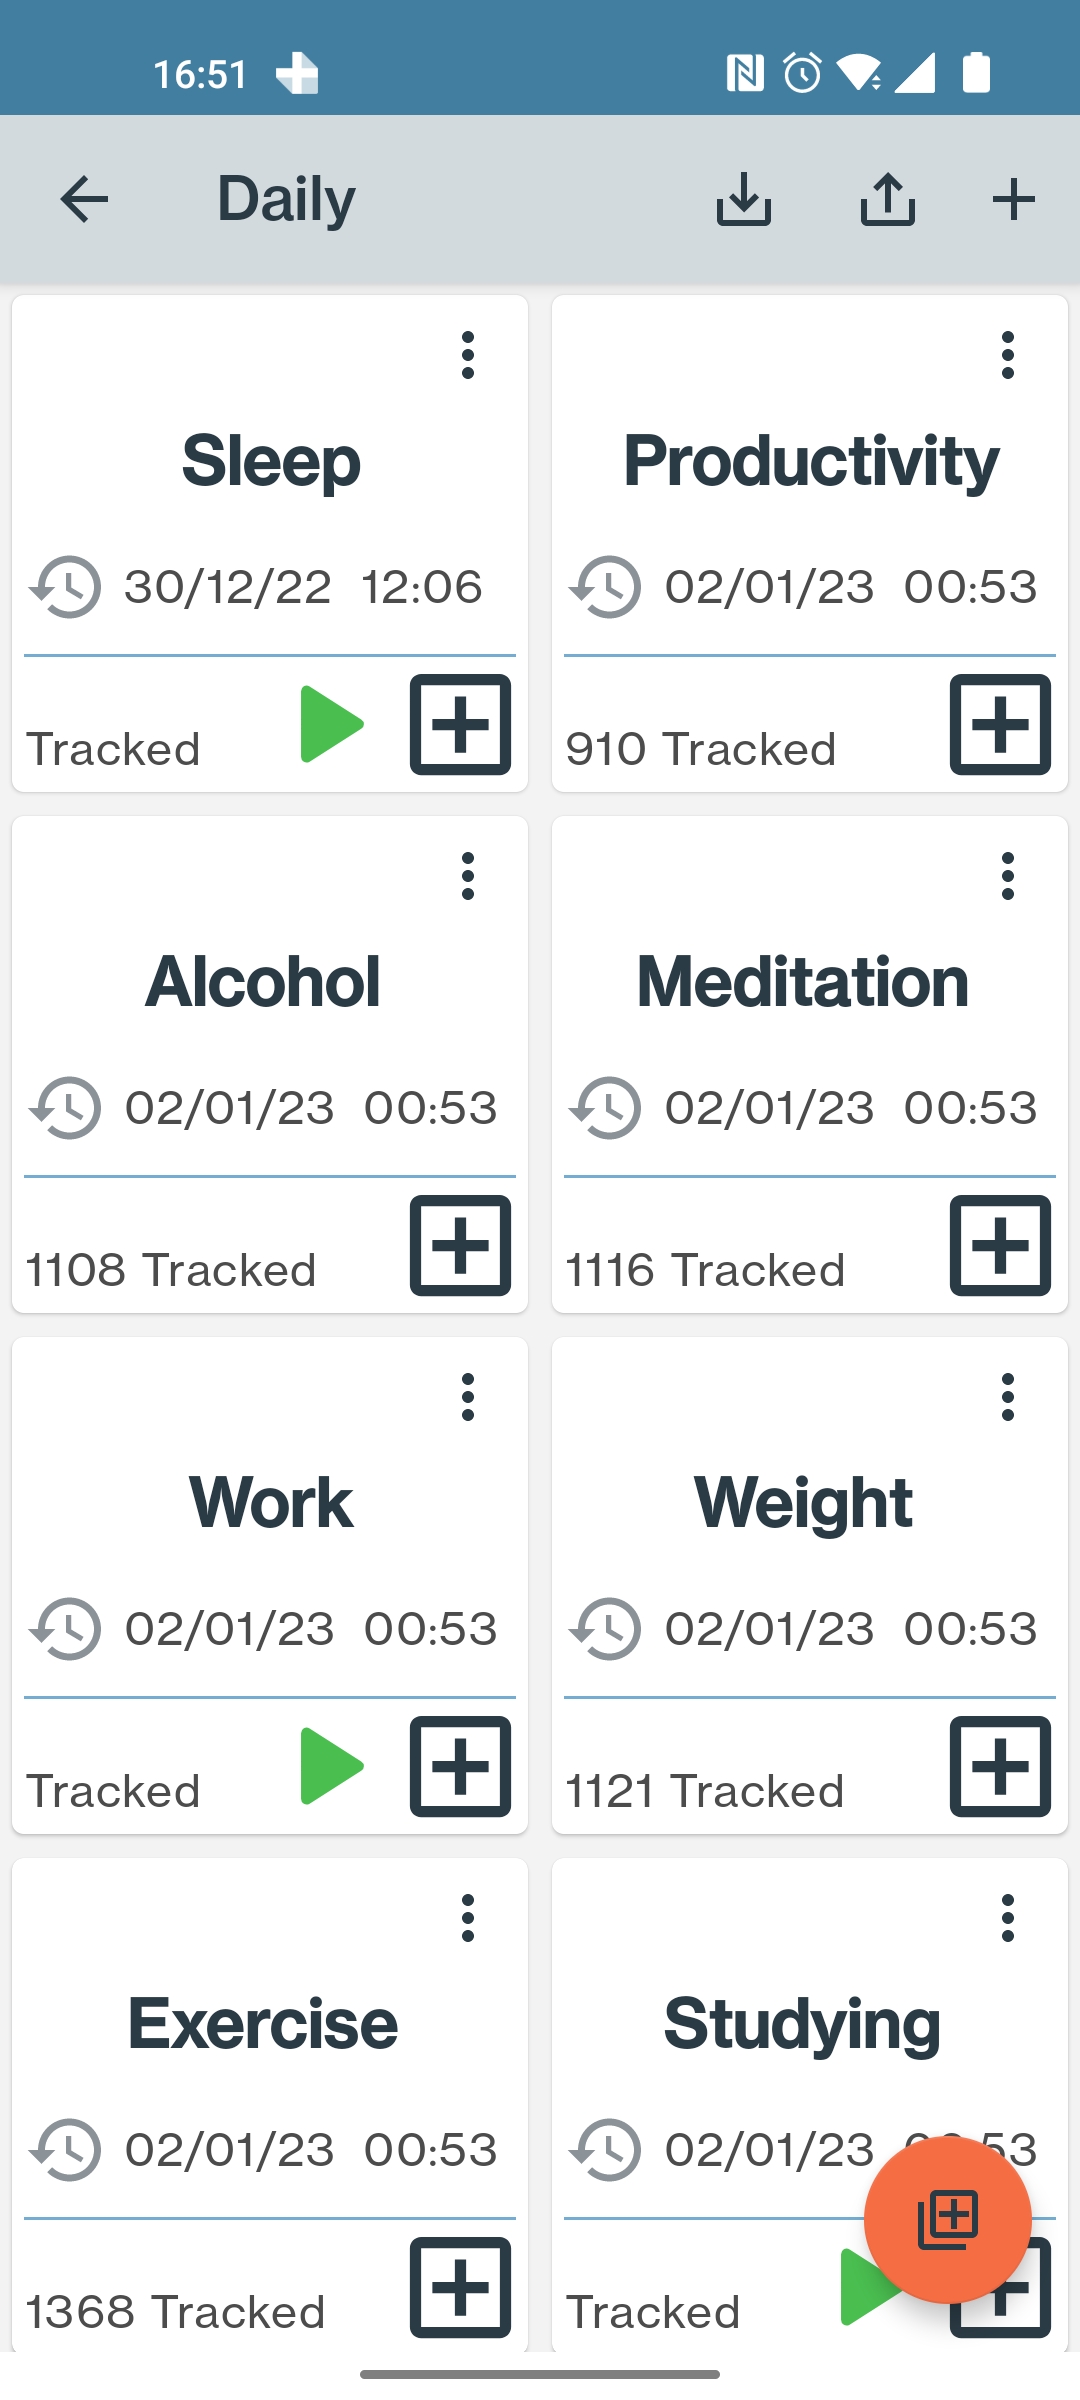 16:51
Daily
Sleep
30/12/22 12:06
Tracked
Productivity
02/01/23 00:53
910 Tracked
Alcohol
02/01/23 00:53
1108 Tracked
Meditation
02/01/23 00:53
1116 Tracked
Work
02/01/23 00:53
Tracked
Weight
02/01/23 00:53
1121 Tracked
Exercise
02/01/23 00:53
1368 Tracked
Studying
02/01/23
Tracked